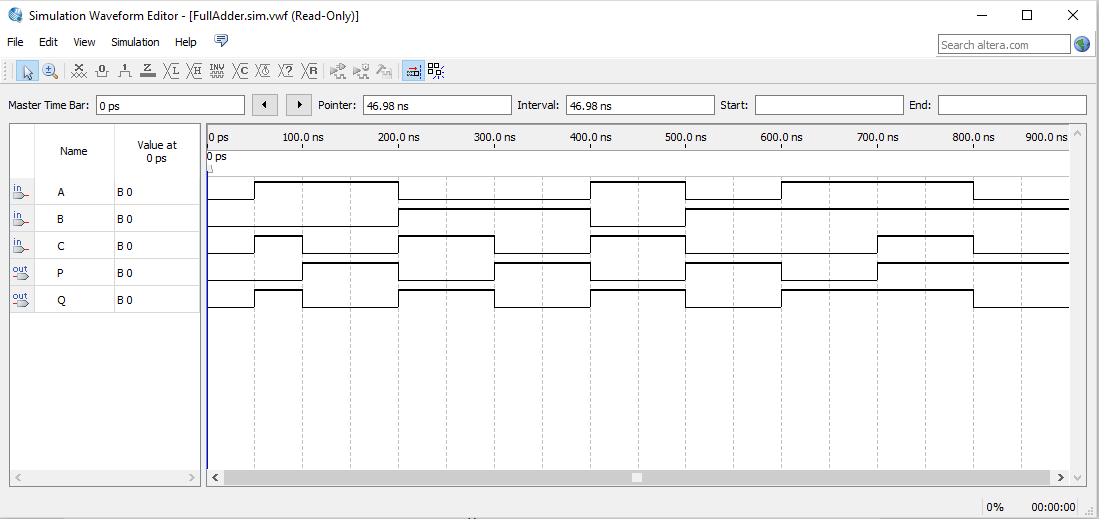 Simulation Waveform Editor - [FullAdder.sim.vwf (Read-Only)]
File Edit View Simulation Help
Search altera.com
Master Time Bar: 0 ps Pointer: 46.98 ns Interval: 46.98 ns Start: End:
Name Value at 0 ps
0 ps 100.0 ns 200.0 ns 300.0 ns 400.0 ns 500.0 ns 600.0 ns 700.0 ns 800.0 ns 900.0 ns
0 ps
in A B 0
in B B 0
in C B 0
out P B 0
out Q B 0
0% 00:00:00